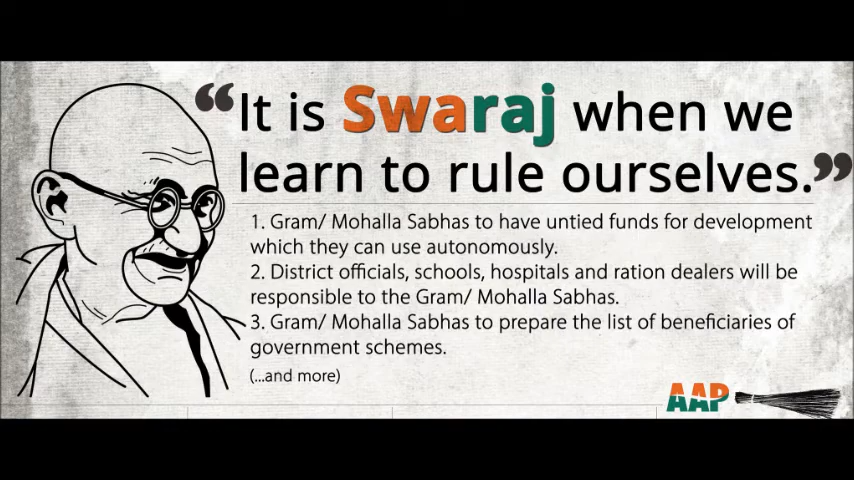 “It is Swaraj when we
learn to rule ourselves.”
1. Gram/ Mohalla Sabhas to have untied funds for development
which they can use autonomously.
2. District officials, schools, hospitals and ration dealers will be
responsible to the Gram/ Mohalla Sabhas.
3. Gram/ Mohalla Sabhas to prepare the list of beneficiaries of
government schemes.
(...and more)
AAP